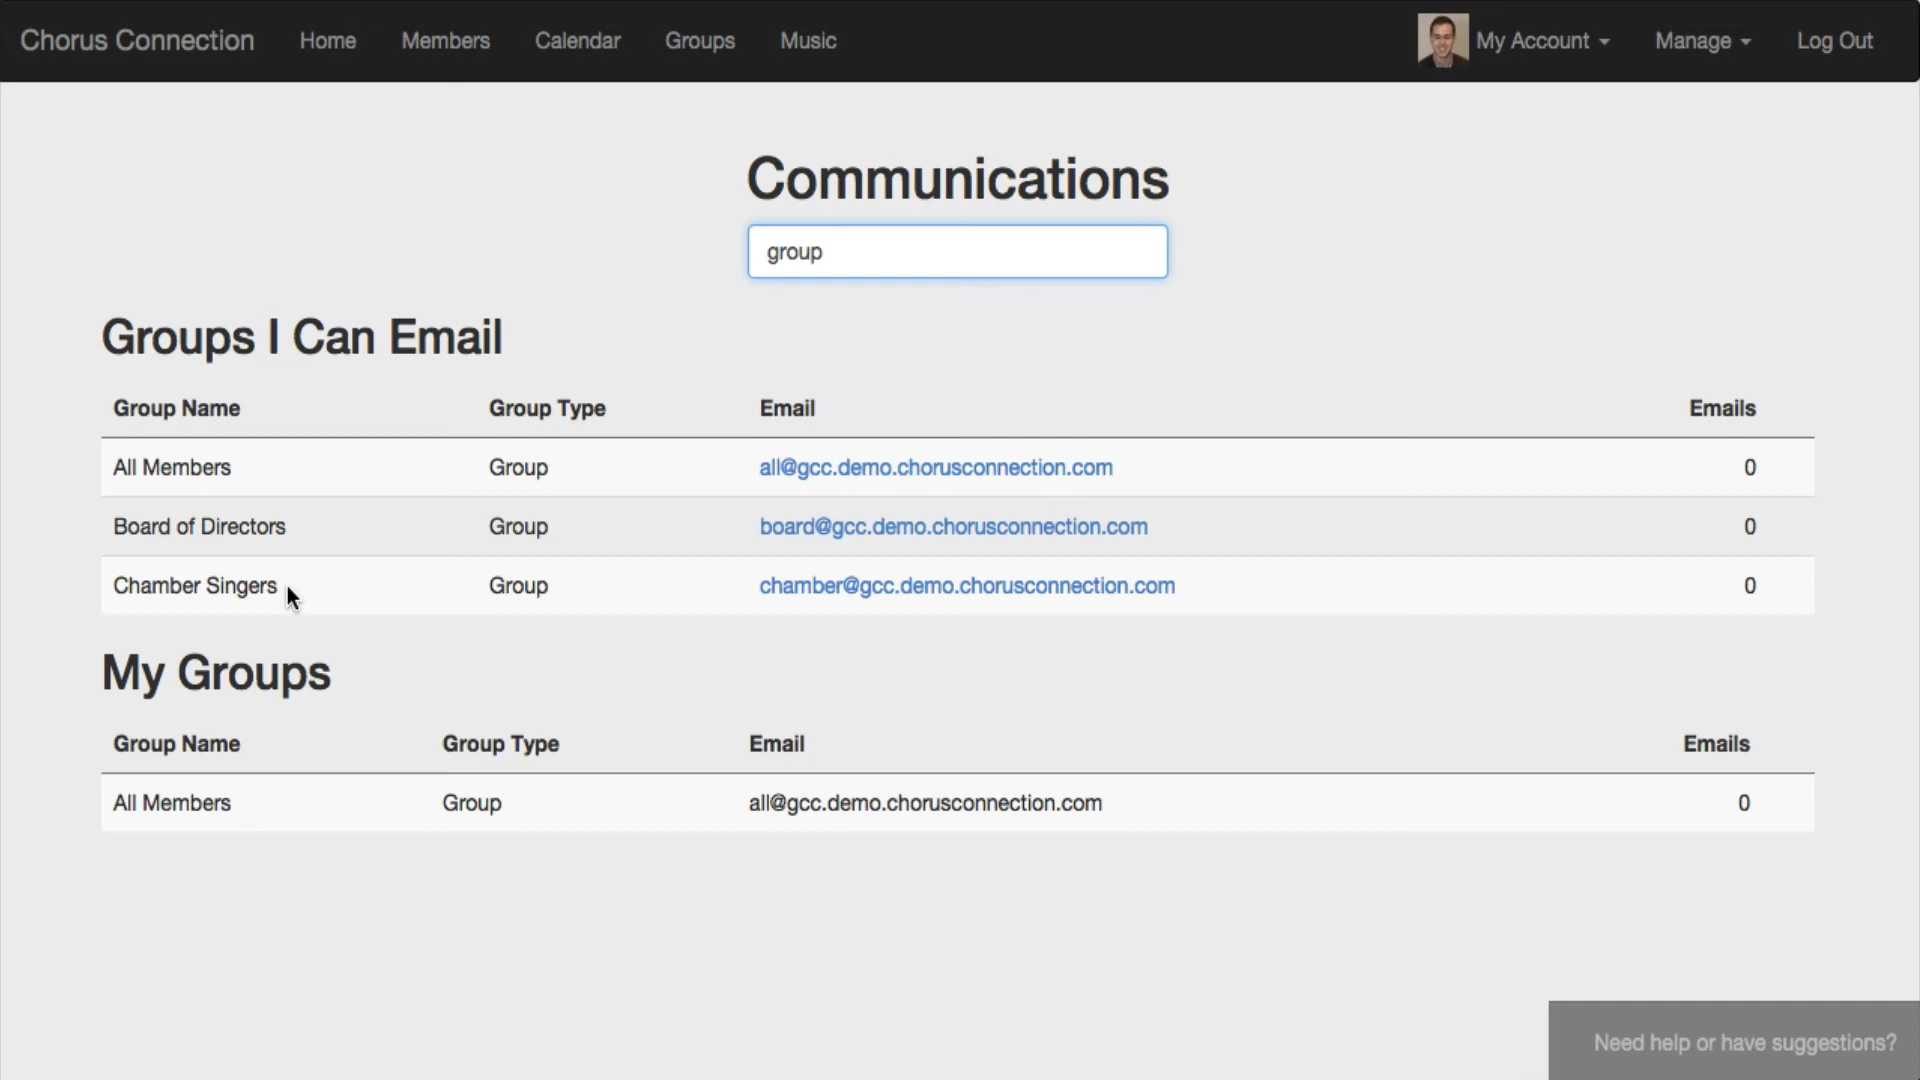 Chorus Connection Home Members Calendar Groups Music My Account Manage Log Out
Communications
group
Groups I Can Email
Group Name Group Type Email Emails
All Members Group all@gcc.demo.chorusconnection.com 0
Board of Directors Group board@gcc.demo.chorusconnection.com 0
Chamber Singers Group chamber@gcc.demo.chorusconnection.com 0
My Groups
Group Name Group Type Email Emails
All Members Group all@gcc.demo.chorusconnection.com 0
Need help or have suggestions?